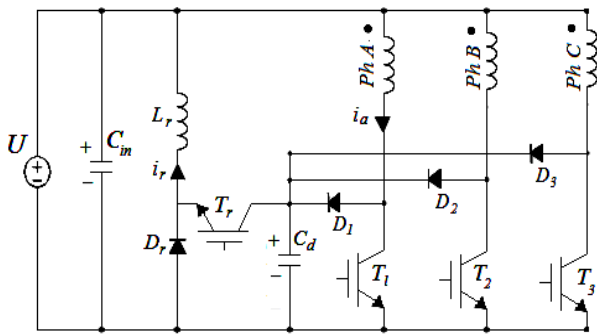 Ph A
Ph B
Ph C
L_r
i_a
+
C_in
−
U
+
−
i_r
T_r
D_3
D_2
D_1
D_r
+
C_d
−
T_1
T_2
T_3